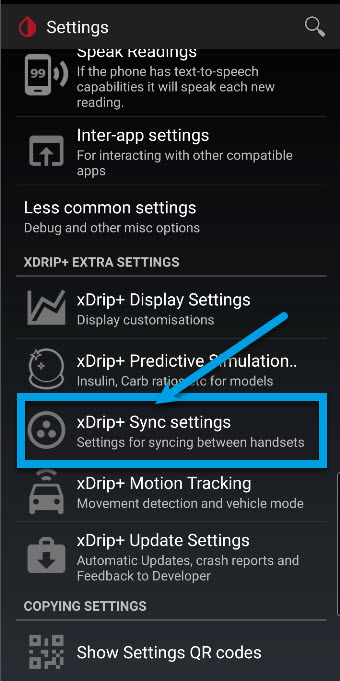 Settings
Speak Readings
99
If the phone has text-to-speech
capabilities it will speak each new
reading.
Inter-app settings
For interacting with other compatible
apps
Less common settings
Debug and other misc options
XDRIP+ EXTRA SETTINGS
xDrip+ Display Settings
Display customisations
xDrip+ Predictive Simulation..
Insulin, Carb ratios etc for models
xDrip+ Sync settings
Settings for syncing between handsets
xDrip+ Motion Tracking
Movement detection and vehicle mode
xDrip+ Update Settings
Automatic Updates, crash reports and
Feedback to Developer
COPYING SETTINGS
Show Settings QR codes